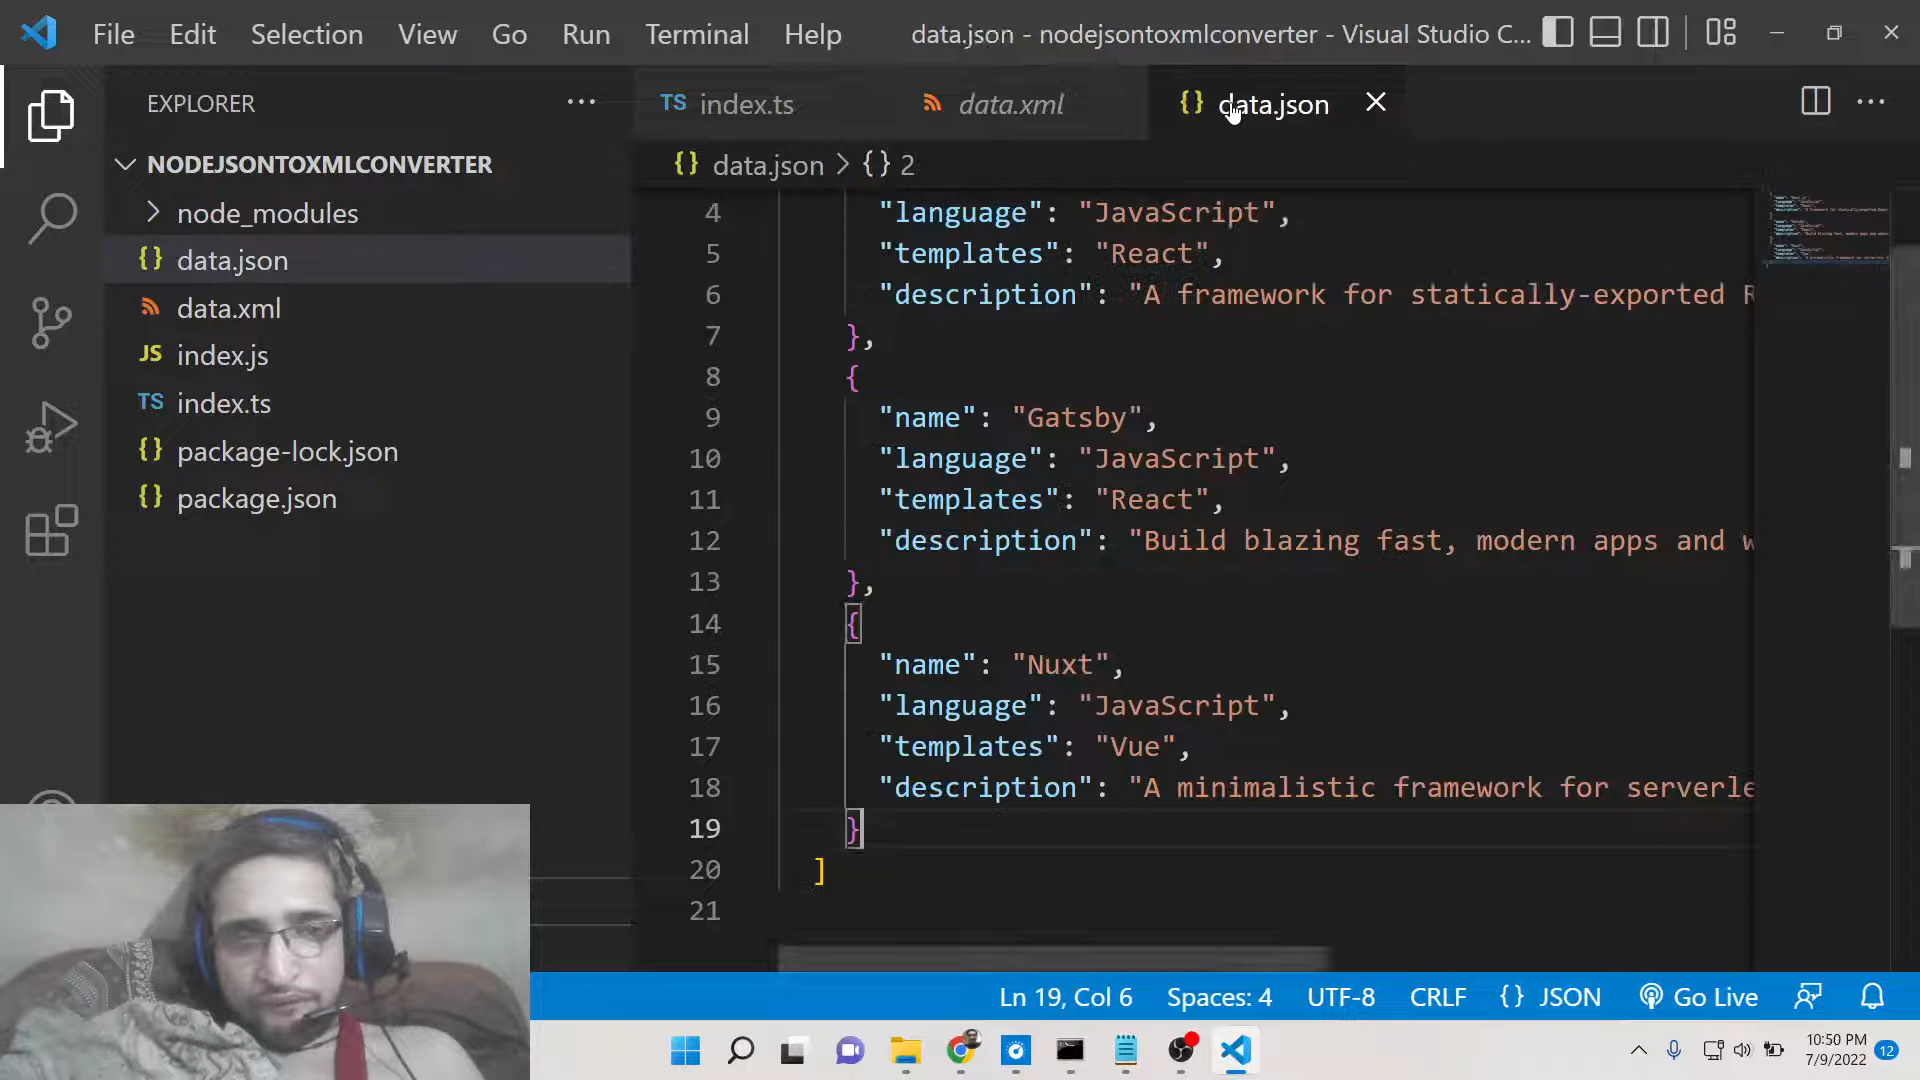 File Edit Selection View Go Run Terminal Help data.json - nodejsontoxmlconverter - Visual Studio C...
EXPLORER ...
TS index.ts data.xml {} data.json
NODEJSONTOXMLCONVERTER
{} data.json > {} 2
node_modules
{} data.json
data.xml
JS index.js
TS index.ts
{} package-lock.json
{} package.json
4 "language": "JavaScript",
5 "templates": "React",
6 "description": "A framework for statically-exported R
7 },
8 {
9 "name": "Gatsby",
10 "language": "JavaScript",
11 "templates": "React",
12 "description": "Build blazing fast, modern apps and w
13 },
14 {
15 "name": "Nuxt",
16 "language": "JavaScript",
17 "templates": "Vue",
18 "description": "A minimalistic framework for serverle
19 }
20 ]
21
Ln 19, Col 6 Spaces: 4 UTF-8 CRLF {} JSON Go Live
10:50 PM
7/9/2022 12